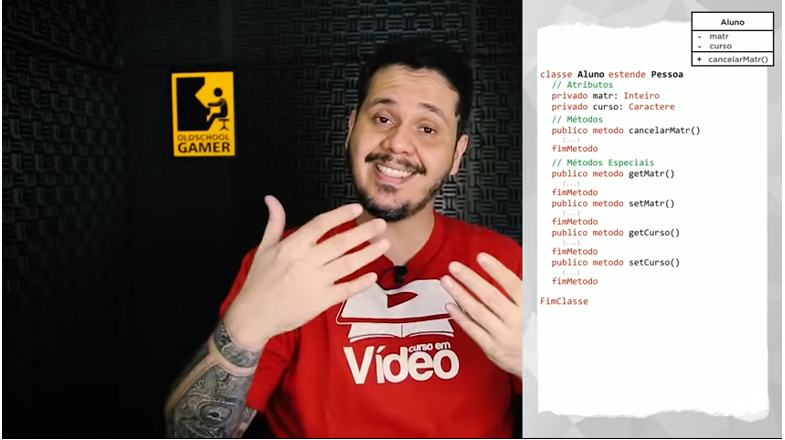 OLDSCHOOL
GAMER
curso em
Vídeo
Aluno
- matr
- curso
+ cancelarMatr()
classe Aluno estende Pessoa
// Atributos
privado matr: Inteiro
privado curso: Caractere
// Métodos
publico metodo cancelarMatr()
(...)
fimMetodo
// Métodos Especiais
publico metodo getMatr()
(...)
fimMetodo
publico metodo setMatr()
(...)
fimMetodo
publico metodo getCurso()
(...)
fimMetodo
publico metodo setCurso()
(...)
fimMetodo
FimClasse